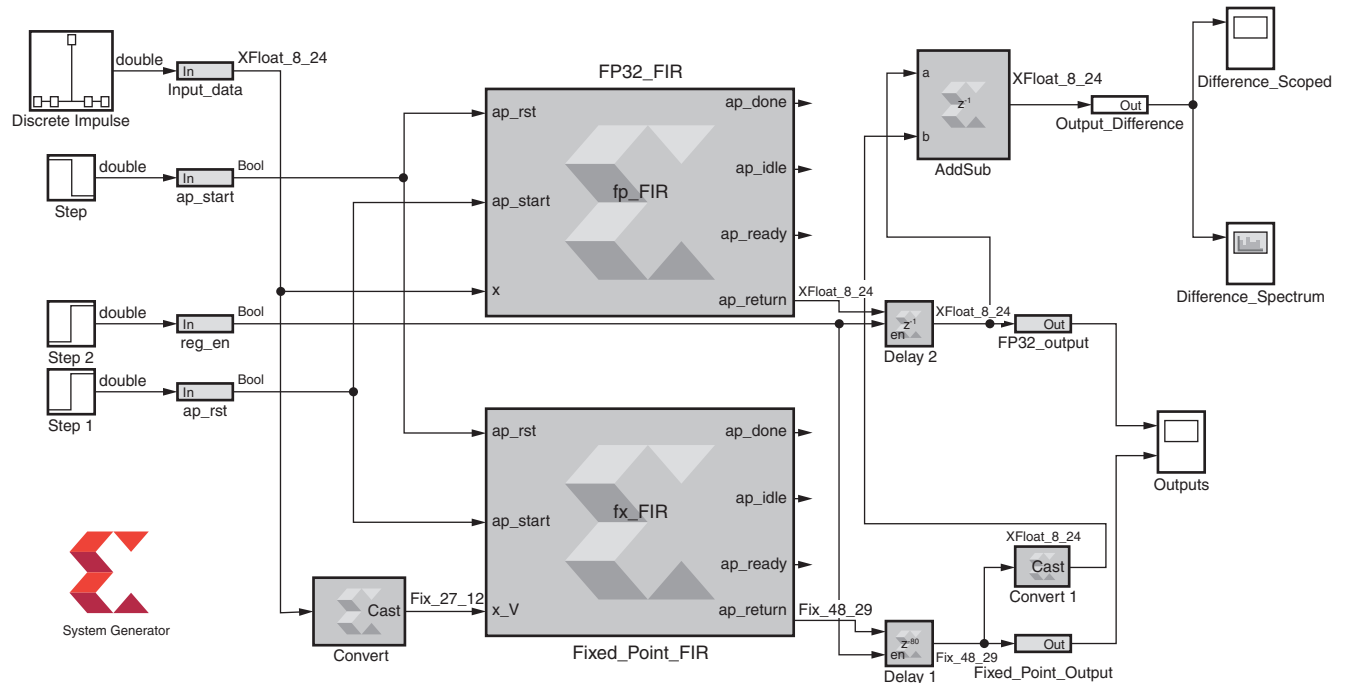 double
In
XFloat_8_24
Input_data
Discrete Impulse
double
In
Bool
ap_start
Step
double
In
Bool
reg_en
Step 2
double
In
Bool
ap_rst
Step 1
System Generator
Cast
Convert
Fix_27_12
FP32_FIR
ap_rst
ap_start
x
fp_FIR
ap_done
ap_idle
ap_ready
ap_return
XFloat_8_24
ap_rst
ap_start
x_V
fx_FIR
ap_done
ap_idle
ap_ready
ap_return
Fixed_Point_FIR
Fix_48_29
a
b
z-1
AddSub
XFloat_8_24
Out
Output_Difference
Difference_Scoped
Difference_Spectrum
z-1
en
Delay 2
XFloat_8_24
Out
FP32_output
Outputs
XFloat_8_24
Cast
Convert 1
z-80
en
Delay 1
Fix_48_29
Out
Fixed_Point_Output